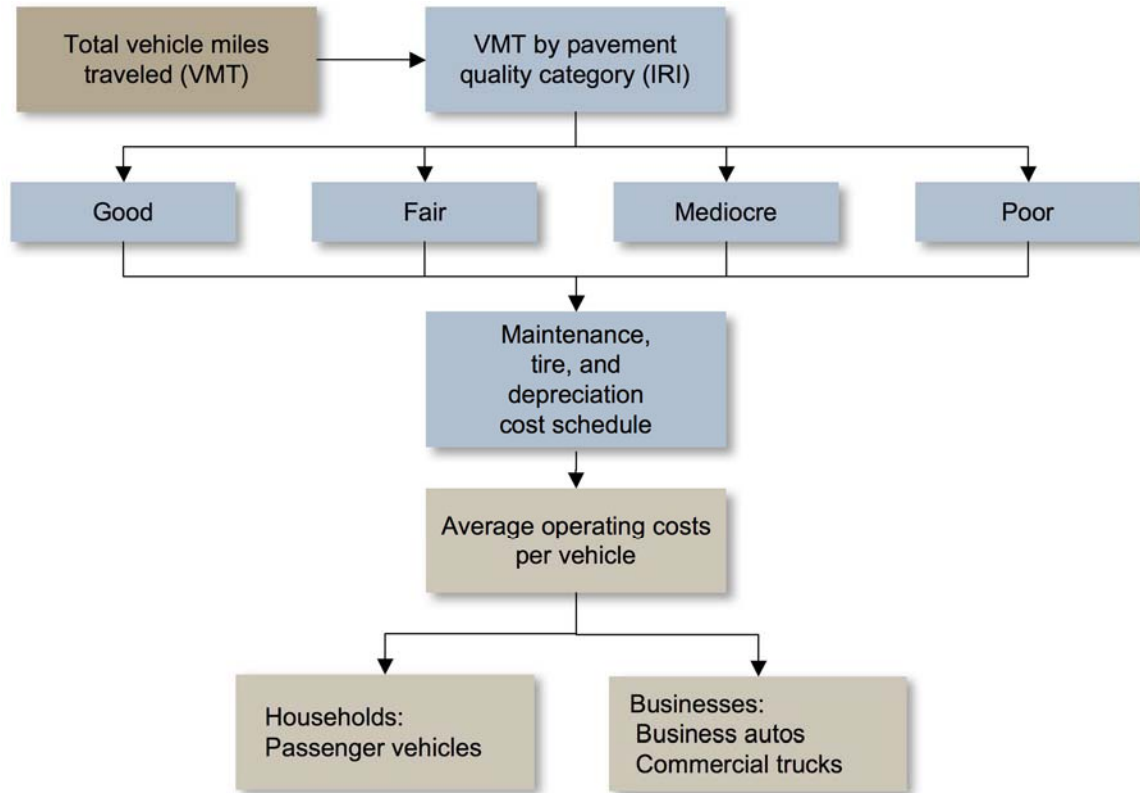 Total vehicle miles
traveled (VMT)
VMT by pavement
quality category (IRI)
Good
Fair
Mediocre
Poor
Maintenance,
tire, and
depreciation
cost schedule
Average operating costs
per vehicle
Households:
Passenger vehicles
Businesses:
Business autos
Commercial trucks